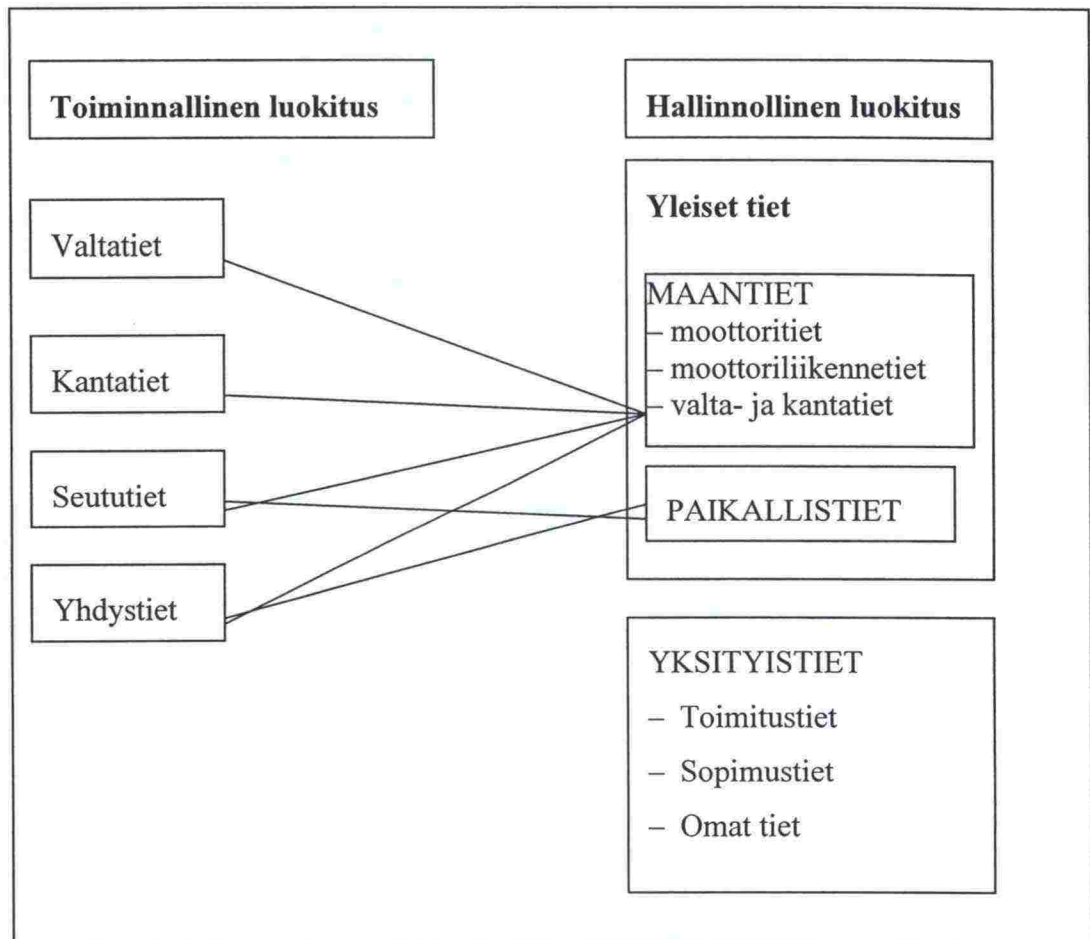 Toiminnallinen luokitus
Valtatiet
Kantatiet
Seututiet
Yhdystiet
Hallinnollinen luokitus
Yleiset tiet
MAANTIET
– moottoritiet
– moottoriliikennetiet
– valta- ja kantatiet
PAIKALLISTIET
YKSITYISTIET
– Toimitustiet
– Sopimustiet
– Omat tiet